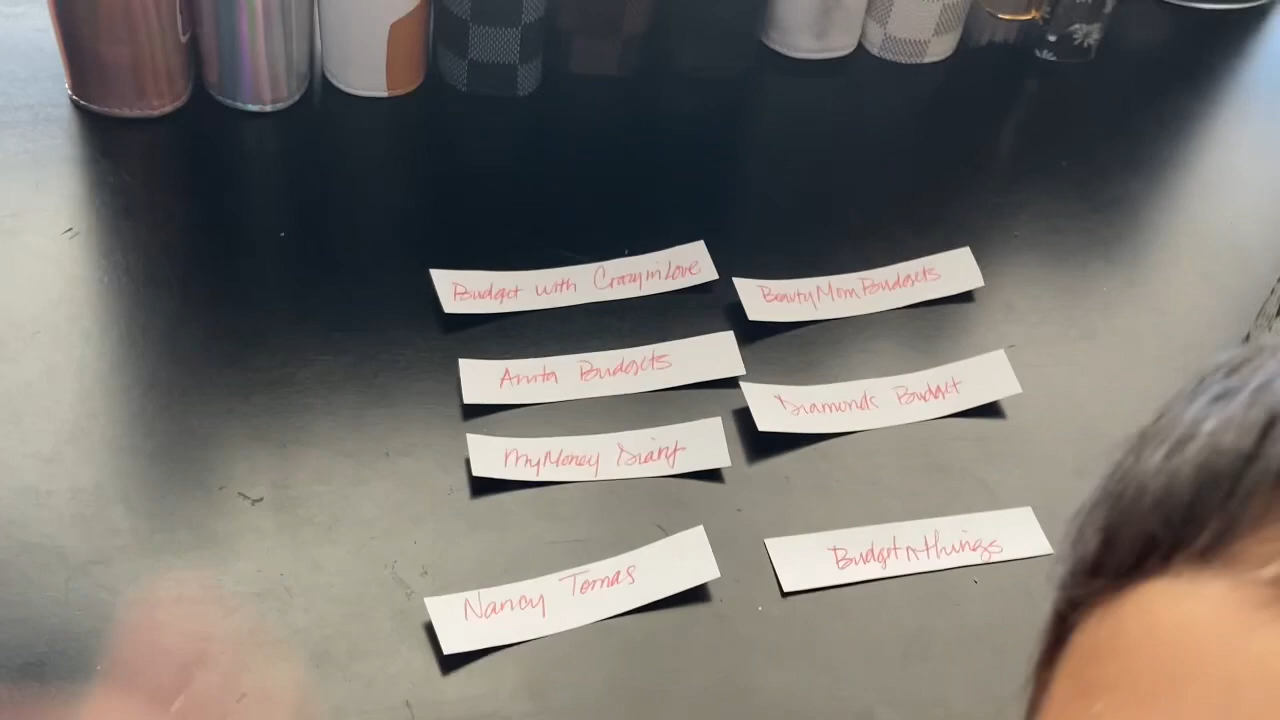 Budget with CrazyinLove
BeautyMomBudgets
Anita Budgets
Diamonds Budget
MyMoney Diary
Nancy Tomas
Budgetnthings